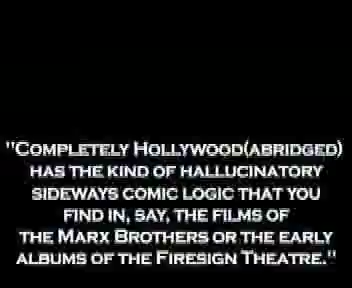 "Completely Hollywood(abridged)
has the kind of hallucinatory
sideways comic logic that you
find in, say, the films of
the Marx Brothers or the early
albums of the Firesign Theatre."